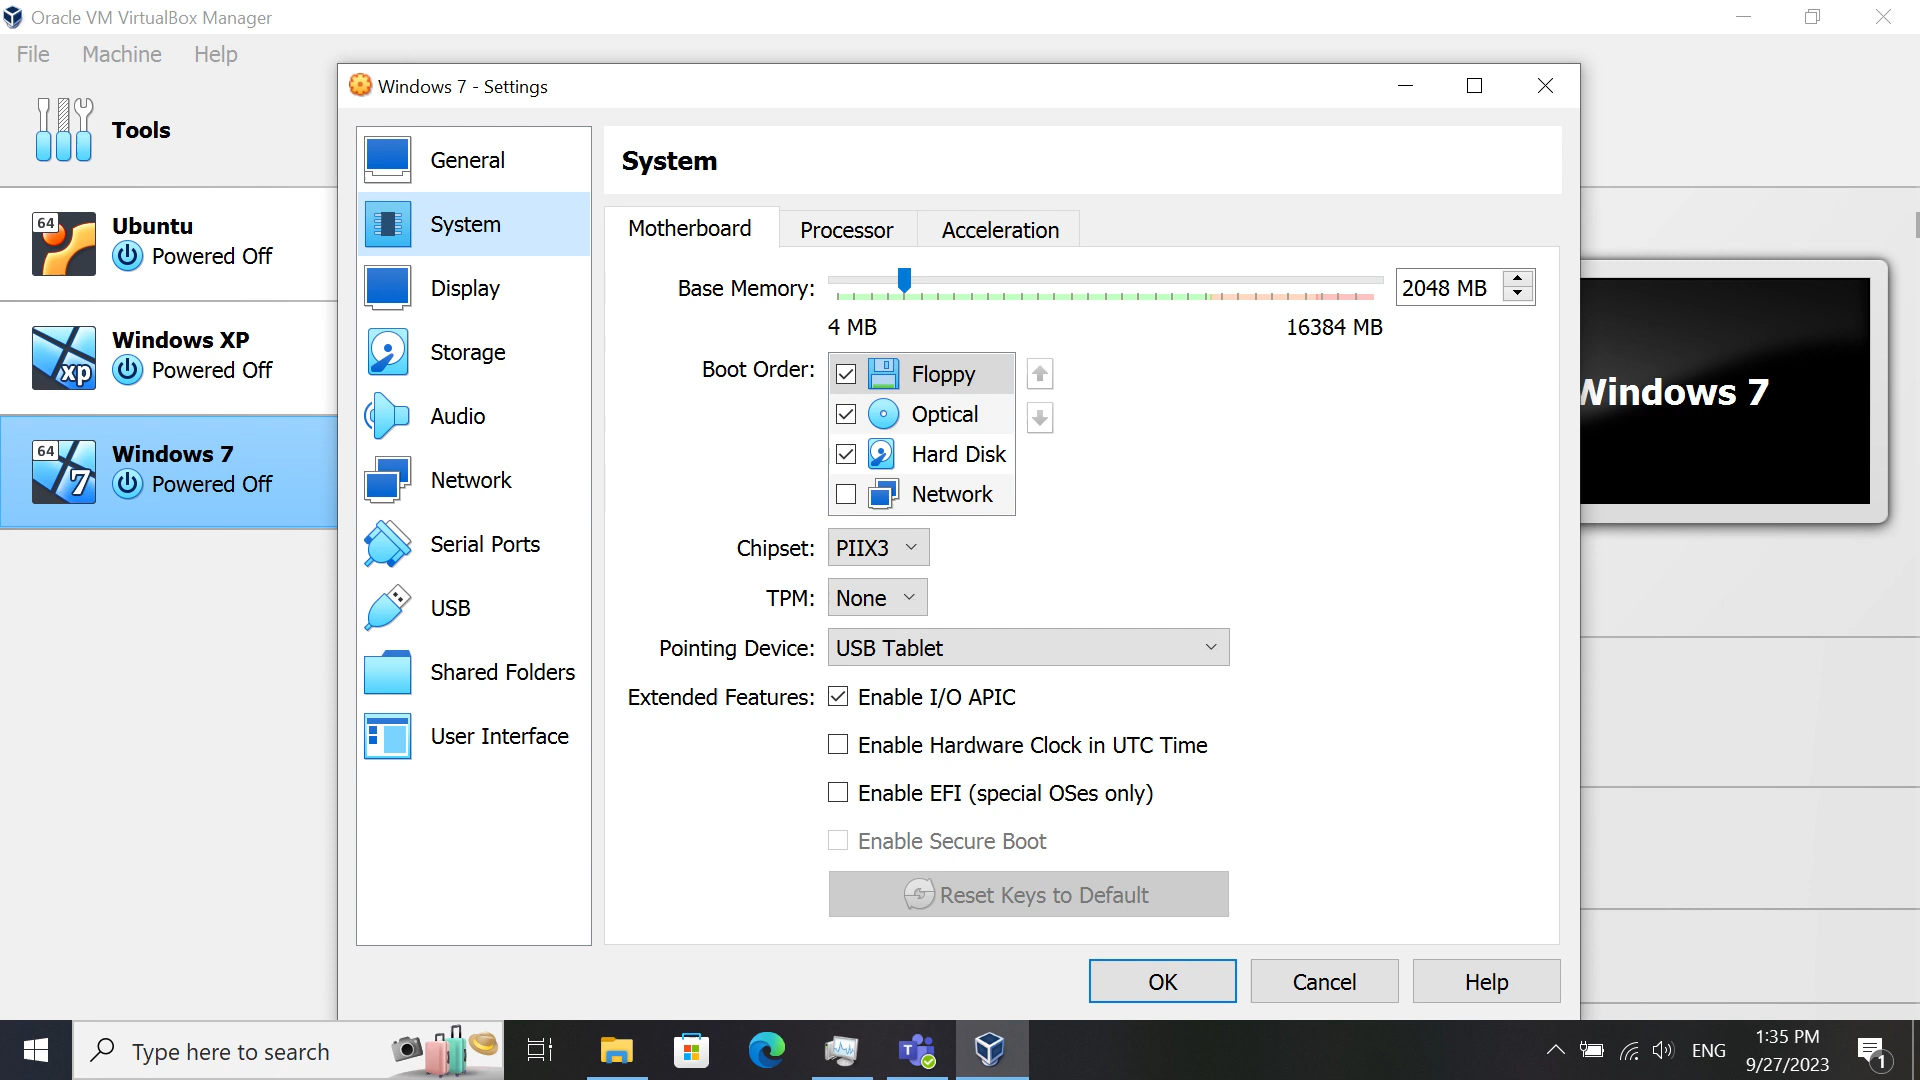 Oracle VM VirtualBox Manager
File Machine Help
Tools
64
Ubuntu
Powered Off
xp
Windows XP
Powered Off
64
7
Windows 7
Powered Off
Windows 7 - Settings
General
System
Display
Storage
Audio
Network
Serial Ports
USB
Shared Folders
User Interface
System
Motherboard Processor Acceleration
Base Memory: 2048 MB
4 MB 16384 MB
Boot Order: Floppy
Optical
Hard Disk
Network
Chipset: PIIX3
TPM: None
Pointing Device: USB Tablet
Extended Features: Enable I/O APIC
Enable Hardware Clock in UTC Time
Enable EFI (special OSes only)
Enable Secure Boot
Reset Keys to Default
OK Cancel Help
Windows 7
Type here to search
ENG
1:35 PM
9/27/2023
1